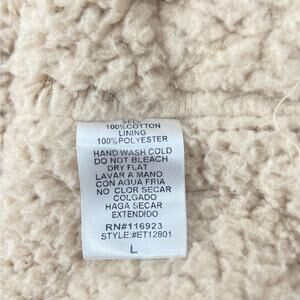 SELF
100%COTTON
LINING
100%POLYESTER
HAND WASH COLD
DO NOT BLEACH
DRY FLAT
LAVAR A MANO
CON AGUA FRIA
NO CLOR SECAR
COLGADO
HAGA SECAR
EXTENDIDO
RN#116923
STYLE:#ET12801
L